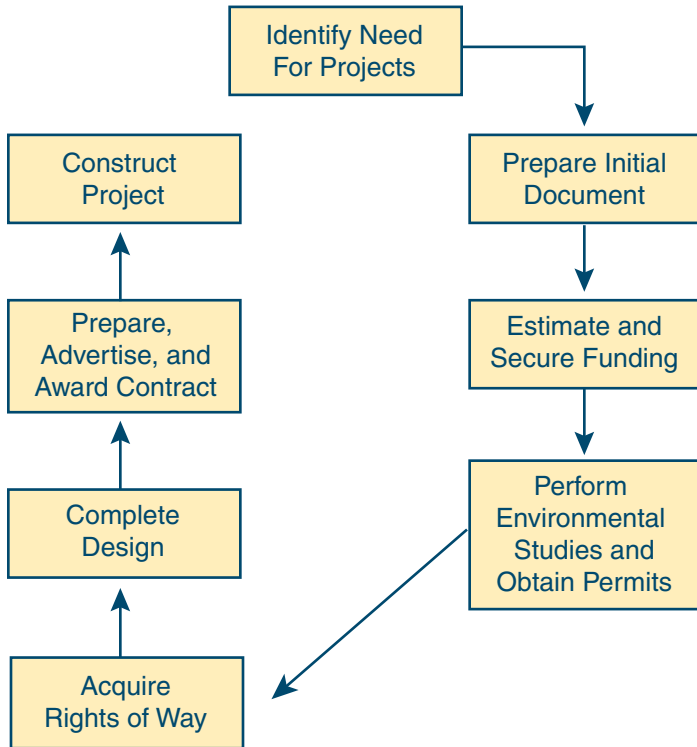 Identify Need
For Projects
Prepare Initial
Document
Estimate and
Secure Funding
Perform
Environmental
Studies and
Obtain Permits
Acquire
Rights of Way
Complete
Design
Prepare,
Advertise, and
Award Contract
Construct
Project